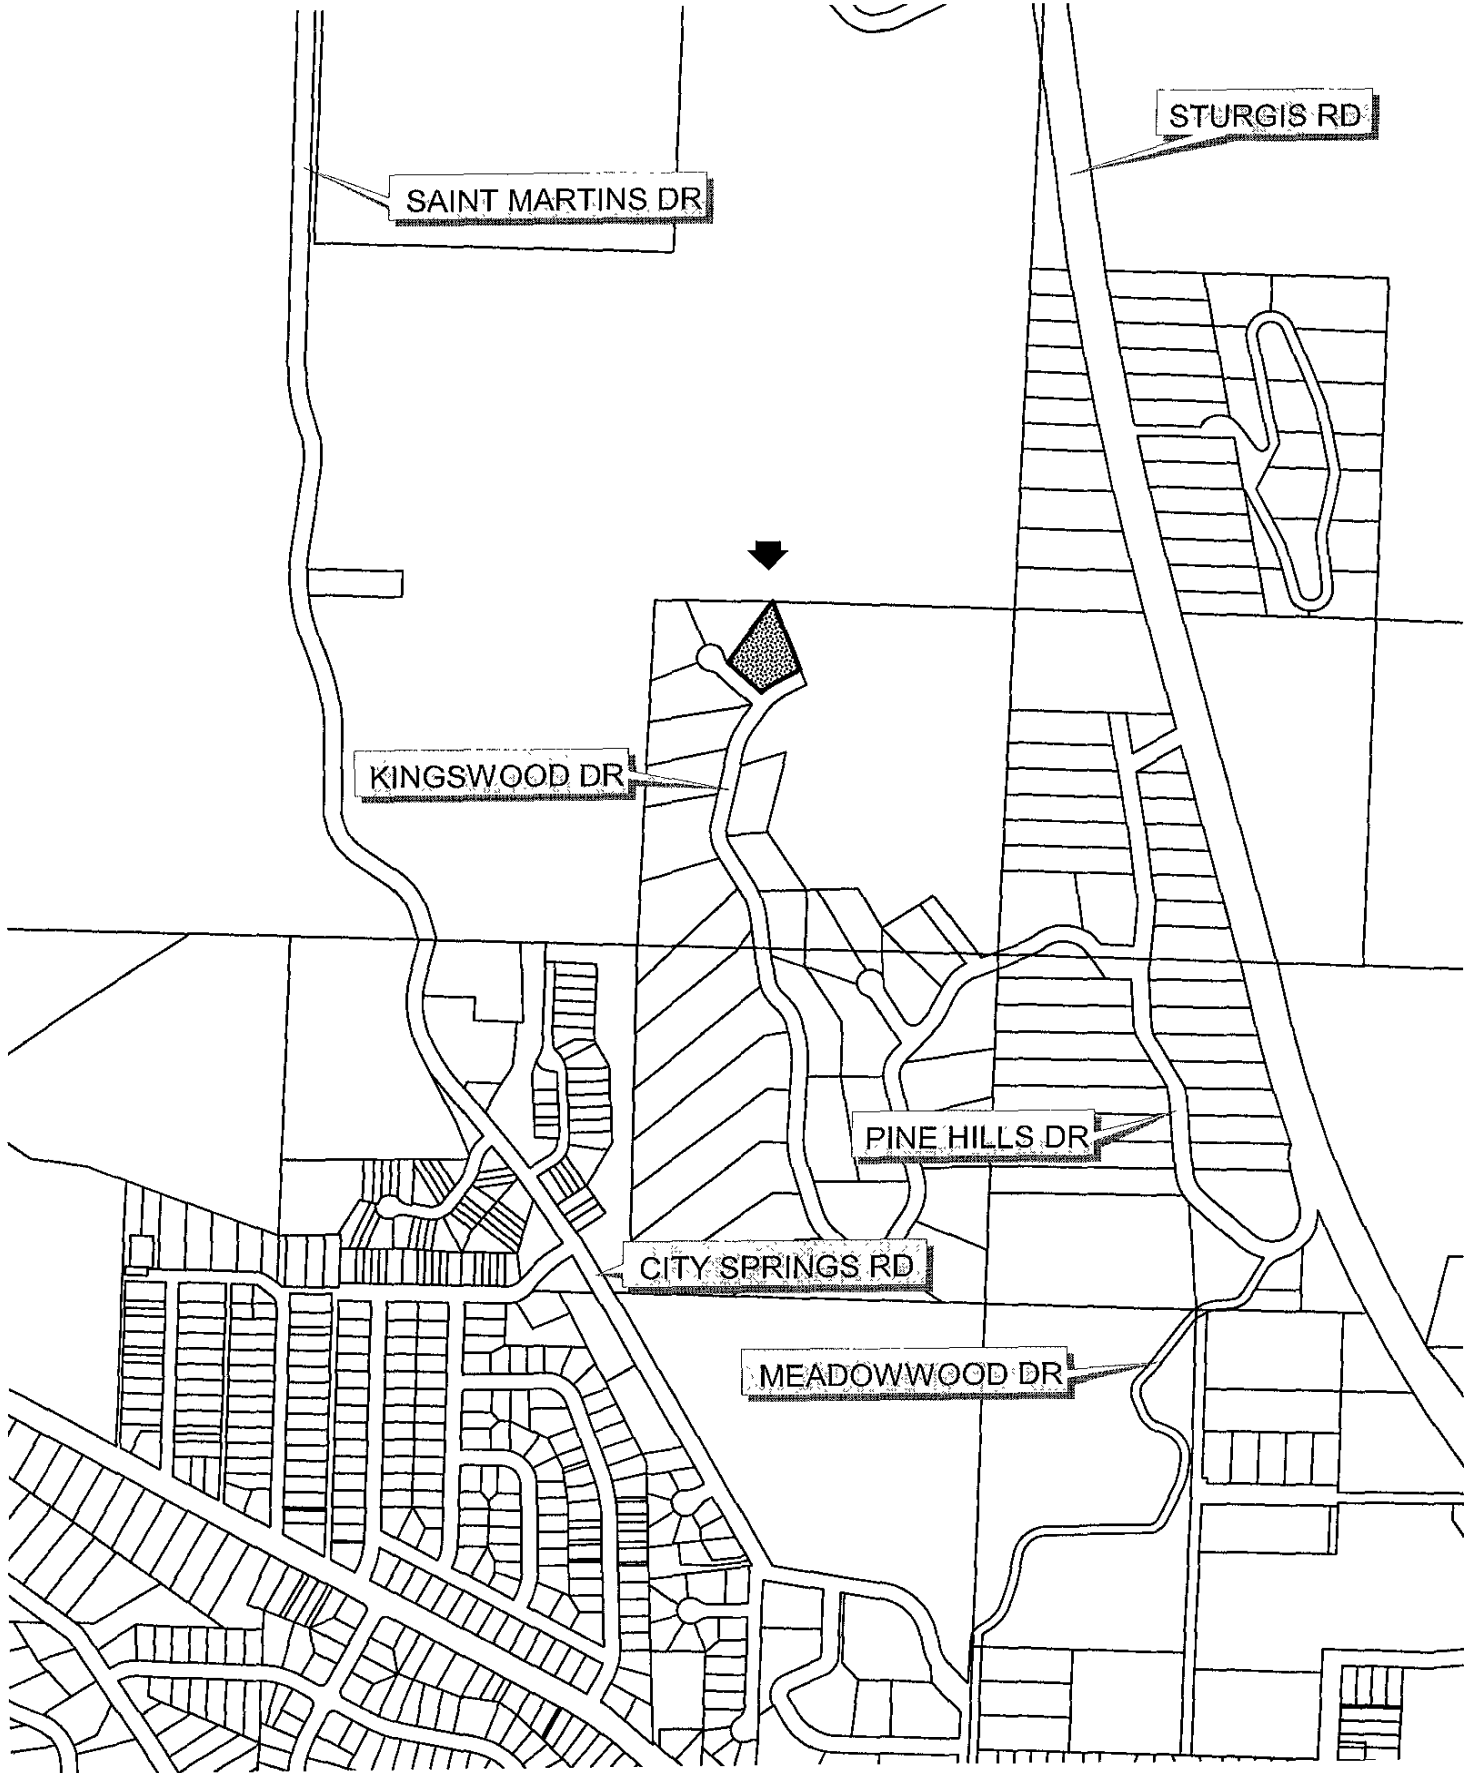 STURGIS RD
SAINT MARTINS DR
KINGSWOOD DR
PINE HILLS DR
CITY SPRINGS RD
MEADOWWOOD DR